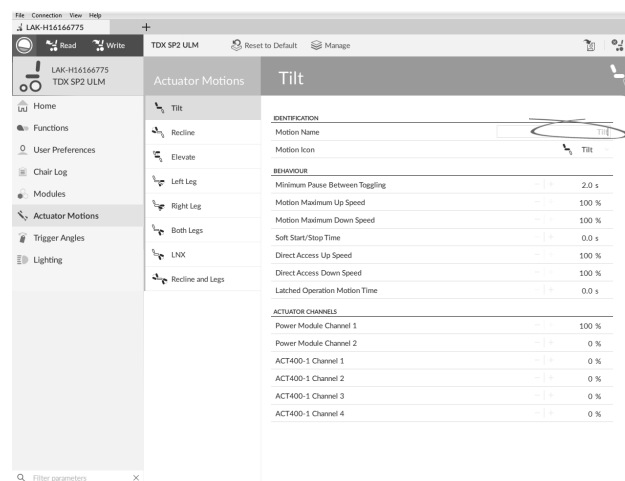 File Connection View Help
LAK-H16166775 +
Read Write TDX SP2 ULM Reset to Default Manage
LAK-H16166775
TDX SP2 ULM
Actuator Motions
Tilt
Home
Functions
User Preferences
Chair Log
Modules
Actuator Motions
Trigger Angles
Lighting
Tilt
Recline
Elevate
Left Leg
Right Leg
Both Legs
LNX
Recline and Legs
IDENTIFICATION
Motion Name Tilt
Motion Icon Tilt
BEHAVIOUR
Minimum Pause Between Toggling 2.0 s
Motion Maximum Up Speed 100 %
Motion Maximum Down Speed 100 %
Soft Start/Stop Time 0.0 s
Direct Access Up Speed 100 %
Direct Access Down Speed 100 %
Latched Operation Motion Time 0.0 s
ACTUATOR CHANNELS
Power Module Channel 1 100 %
Power Module Channel 2 0 %
ACT400-1 Channel 1 0 %
ACT400-1 Channel 2 0 %
ACT400-1 Channel 3 0 %
ACT400-1 Channel 4 0 %
Filter parameters